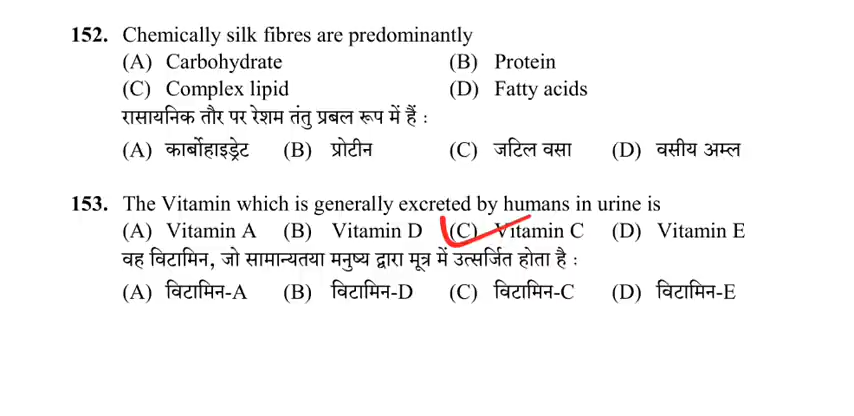 152. Chemically silk fibres are predominantly
(A) Carbohydrate (B) Protein
(C) Complex lipid (D) Fatty acids
रासायनिक तौर पर रेशम तंतु प्रबल रूप में हैं :
(A) कार्बोहाइड्रेट (B) प्रोटीन (C) जटिल वसा (D) वसीय अम्ल
153. The Vitamin which is generally excreted by humans in urine is
(A) Vitamin A (B) Vitamin D (C) Vitamin C (D) Vitamin E
वह विटामिन, जो सामान्यतया मनुष्य द्वारा मूत्र में उत्सर्जित होता है :
(A) विटामिन-A (B) विटामिन-D (C) विटामिन-C (D) विटामिन-E